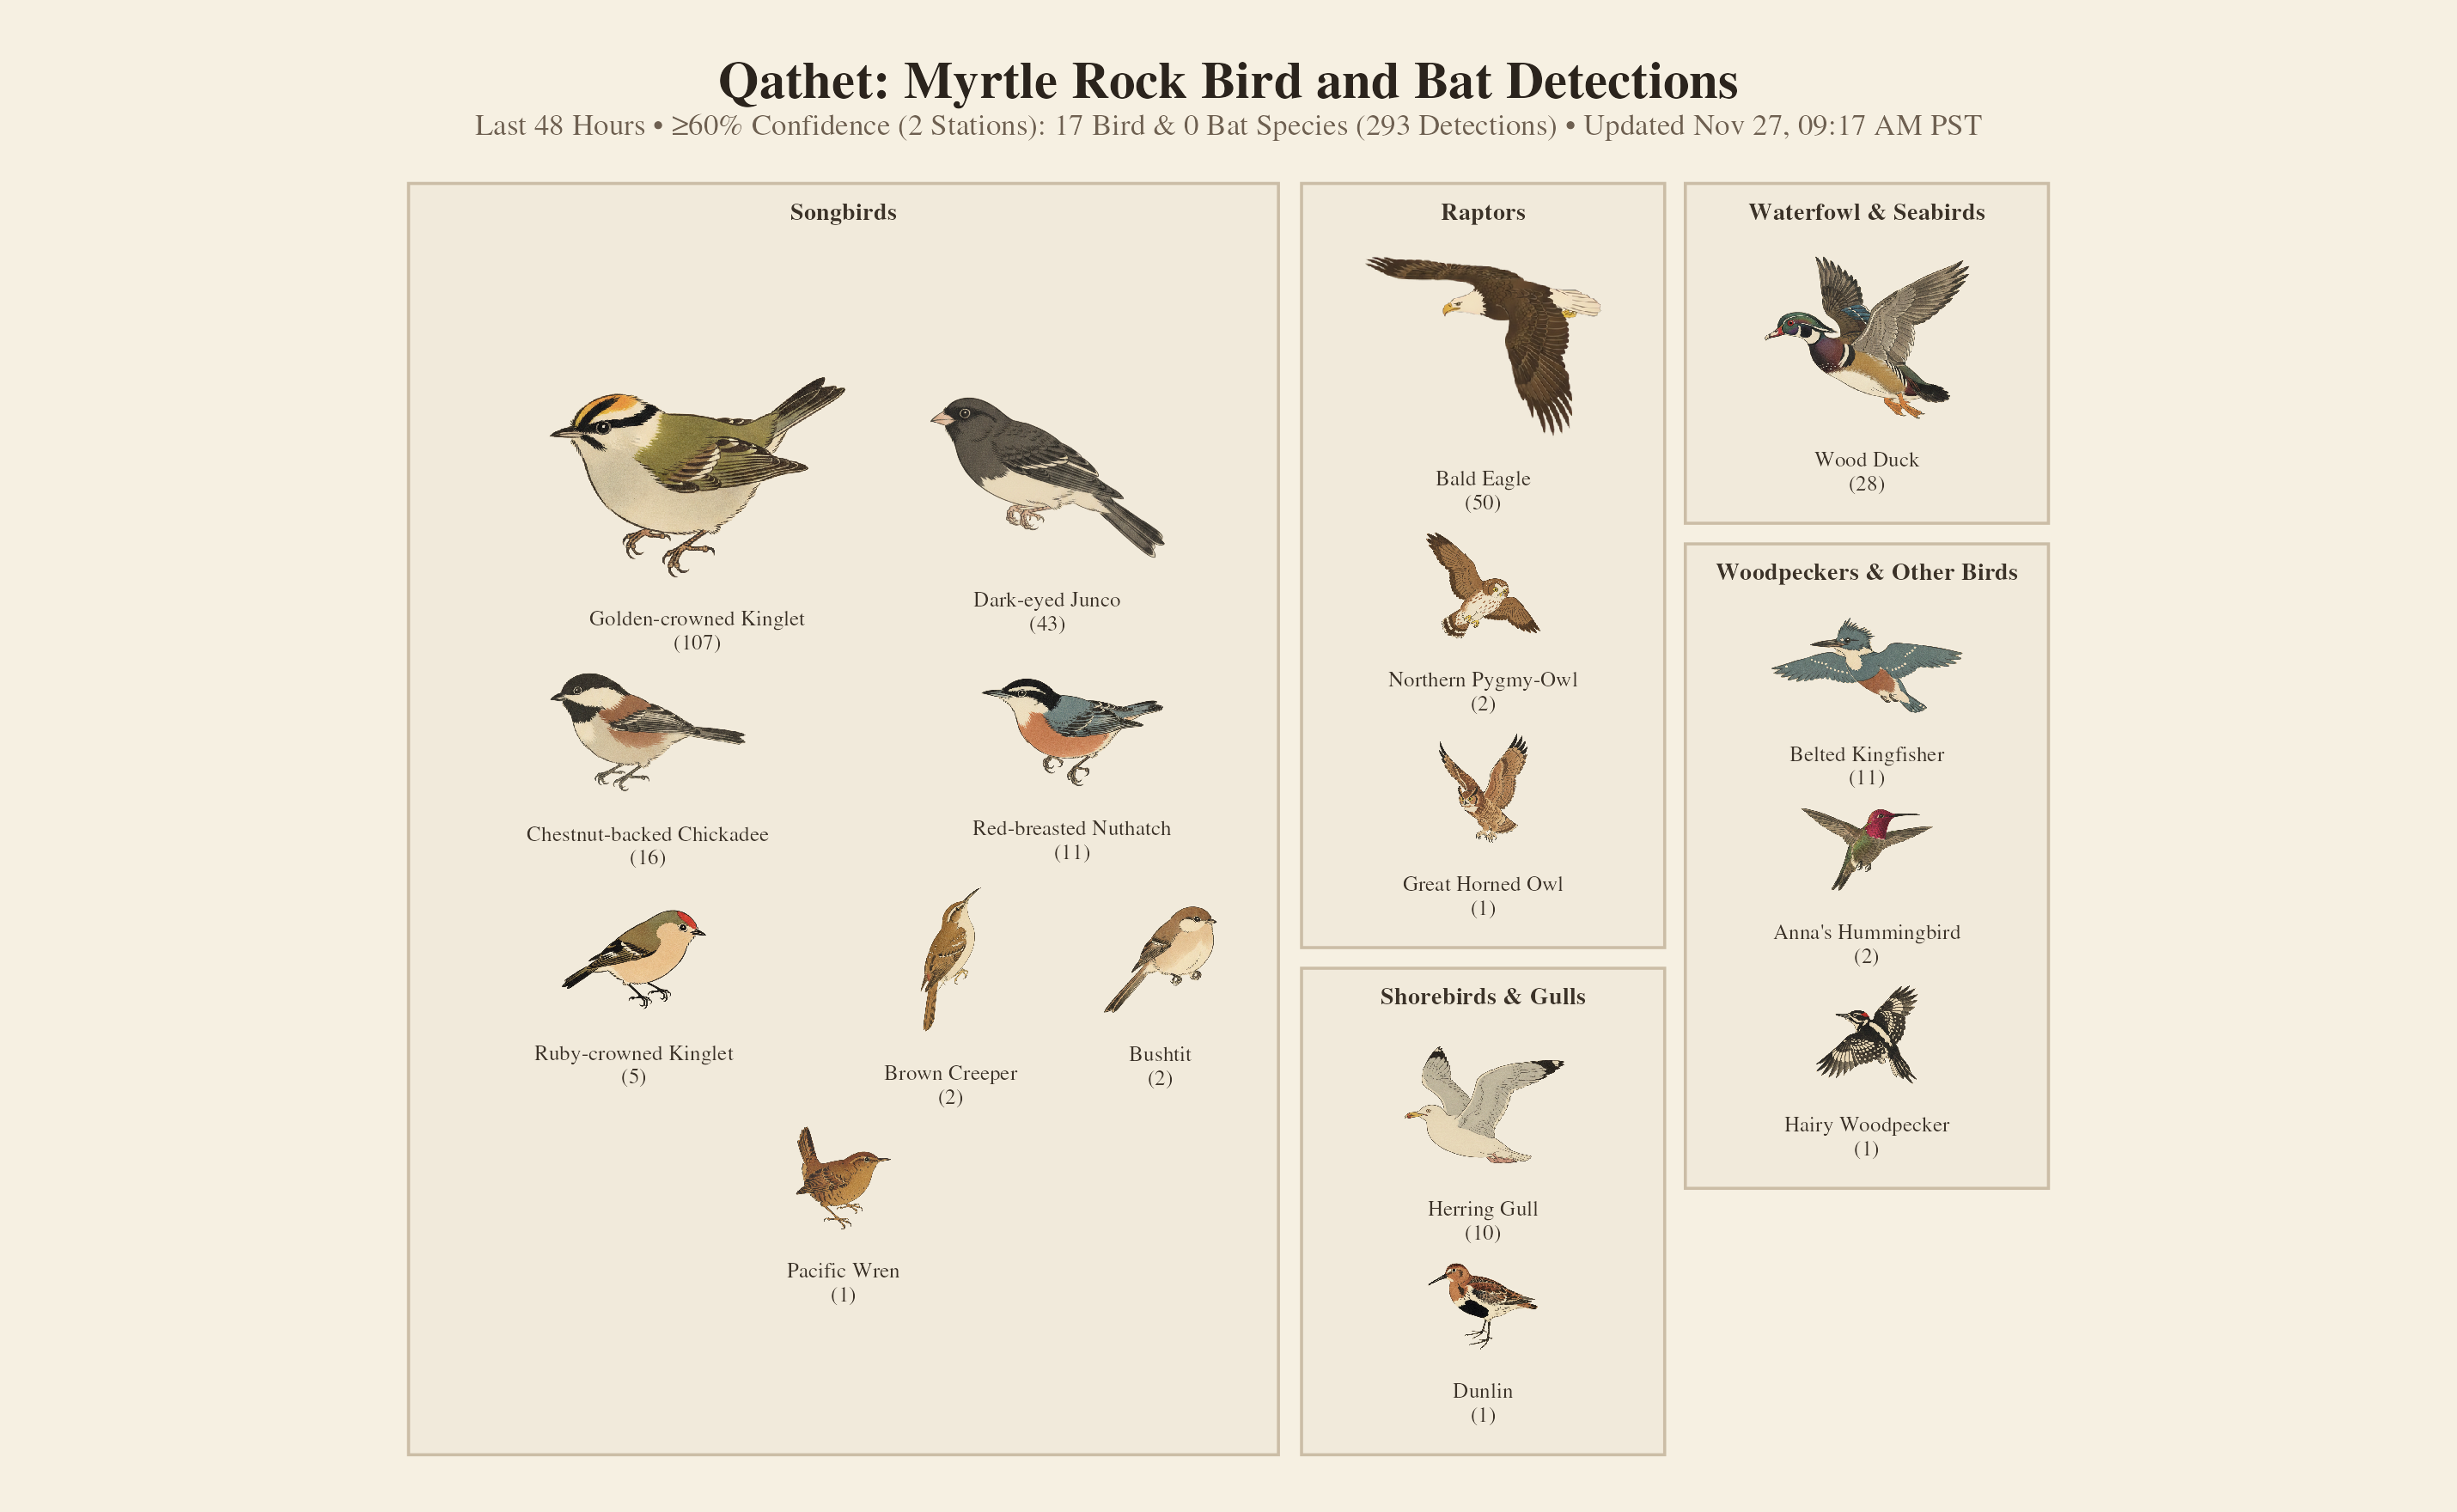 Qathet: Myrtle Rock Bird and Bat Detections
Last 48 Hours • ≥60% Confidence (2 Stations): 17 Bird & 0 Bat Species (293 Detections) • Updated Nov 27, 09:17 AM PST
Songbirds
Golden-crowned Kinglet
(107)
Dark-eyed Junco
(43)
Chestnut-backed Chickadee
(16)
Red-breasted Nuthatch
(11)
Ruby-crowned Kinglet
(5)
Brown Creeper
(2)
Bushtit
(2)
Pacific Wren
(1)
Raptors
Bald Eagle
(50)
Northern Pygmy-Owl
(2)
Great Horned Owl
(1)
Shorebirds & Gulls
Herring Gull
(10)
Dunlin
(1)
Waterfowl & Seabirds
Wood Duck
(28)
Woodpeckers & Other Birds
Belted Kingfisher
(11)
Anna's Hummingbird
(2)
Hairy Woodpecker
(1)